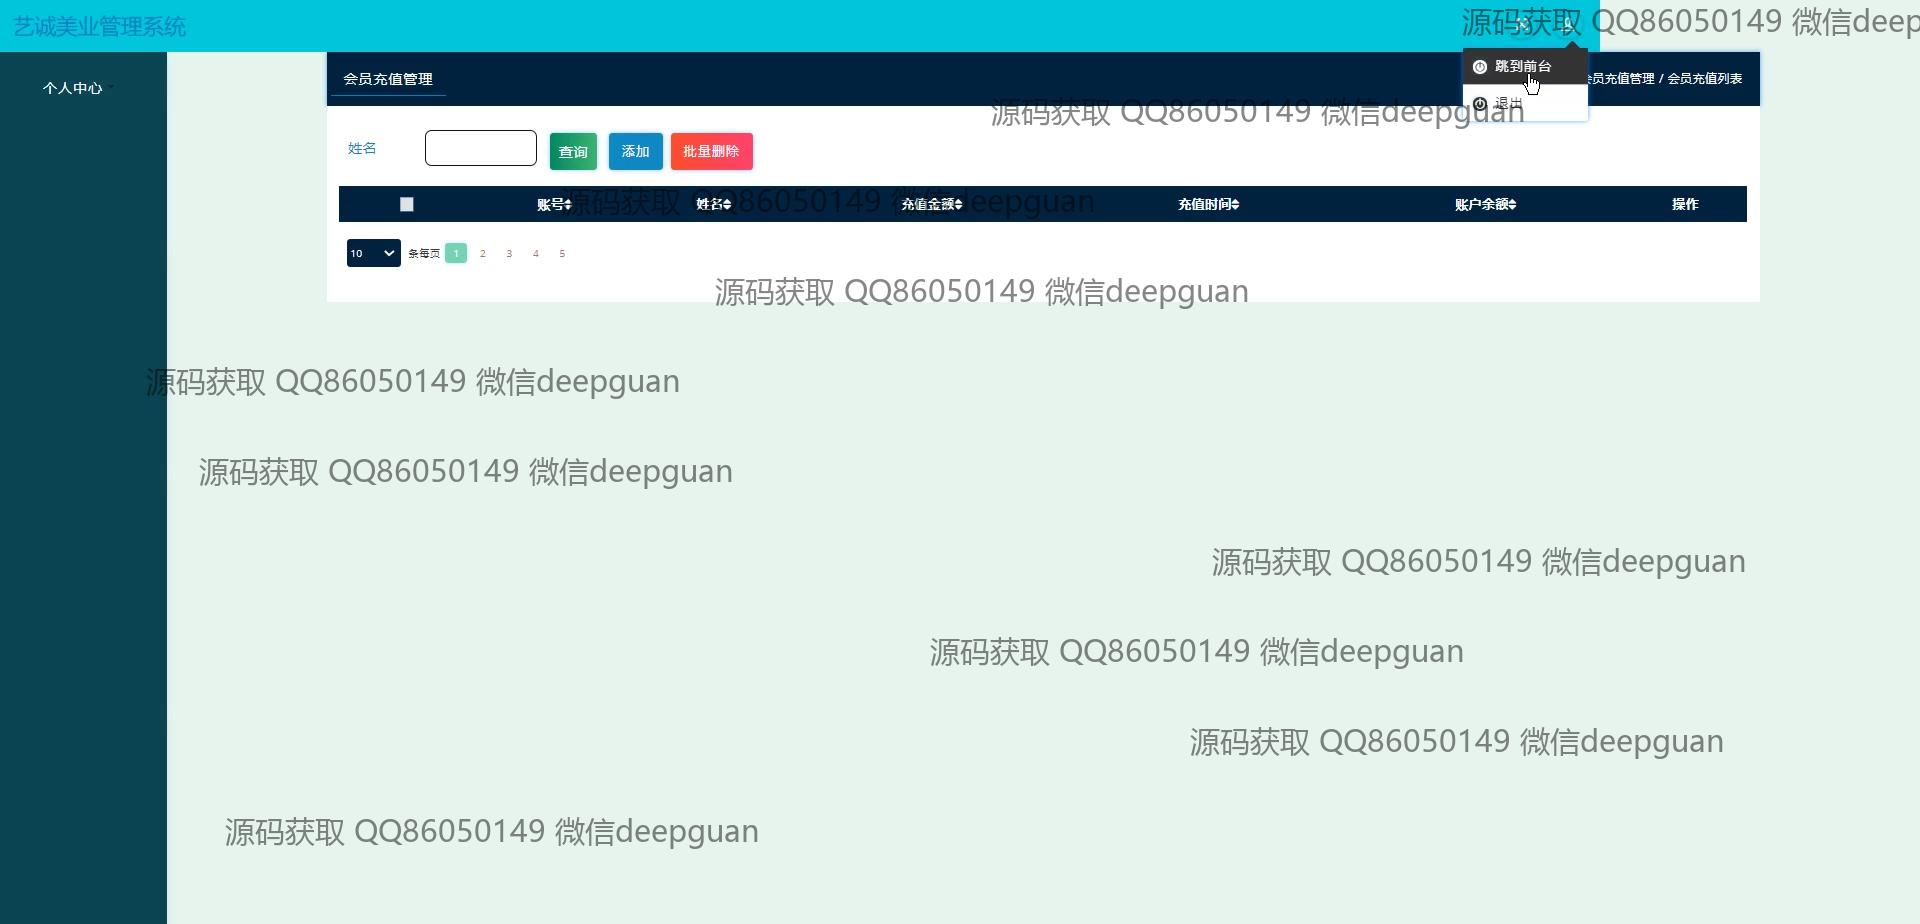 艺诚美业管理系统
源码获取 QQ86050149 微信deep
个人中心
会员充值管理
跳到前台
会员充值管理 / 会员充值列表
退出
源码获取 QQ86050149 微信deepguan
姓名
查询
添加
批量删除
源码获取 QQ86050149 微信deepguan
账号 姓名 充值金额 充值时间 账户余额 操作
10 条每页 1 2 3 4 5
源码获取 QQ86050149 微信deepguan
源码获取 QQ86050149 微信deepguan
源码获取 QQ86050149 微信deepguan
源码获取 QQ86050149 微信deepguan
源码获取 QQ86050149 微信deepguan
源码获取 QQ86050149 微信deepguan
源码获取 QQ86050149 微信deepguan